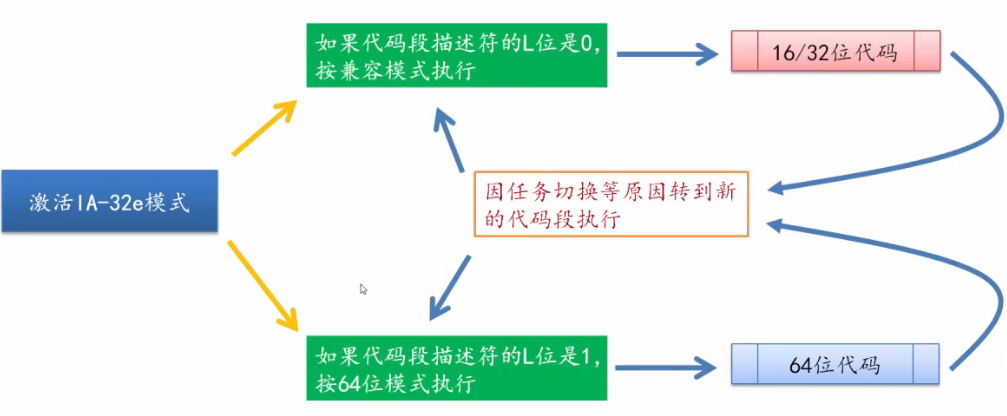 如果代码段描述符的L位是0,
按兼容模式执行
16/32位代码
激活IA-32e模式
因任务切换等原因转到新
的代码段执行
如果代码段描述符的L位是1,
按64位模式执行
64位代码